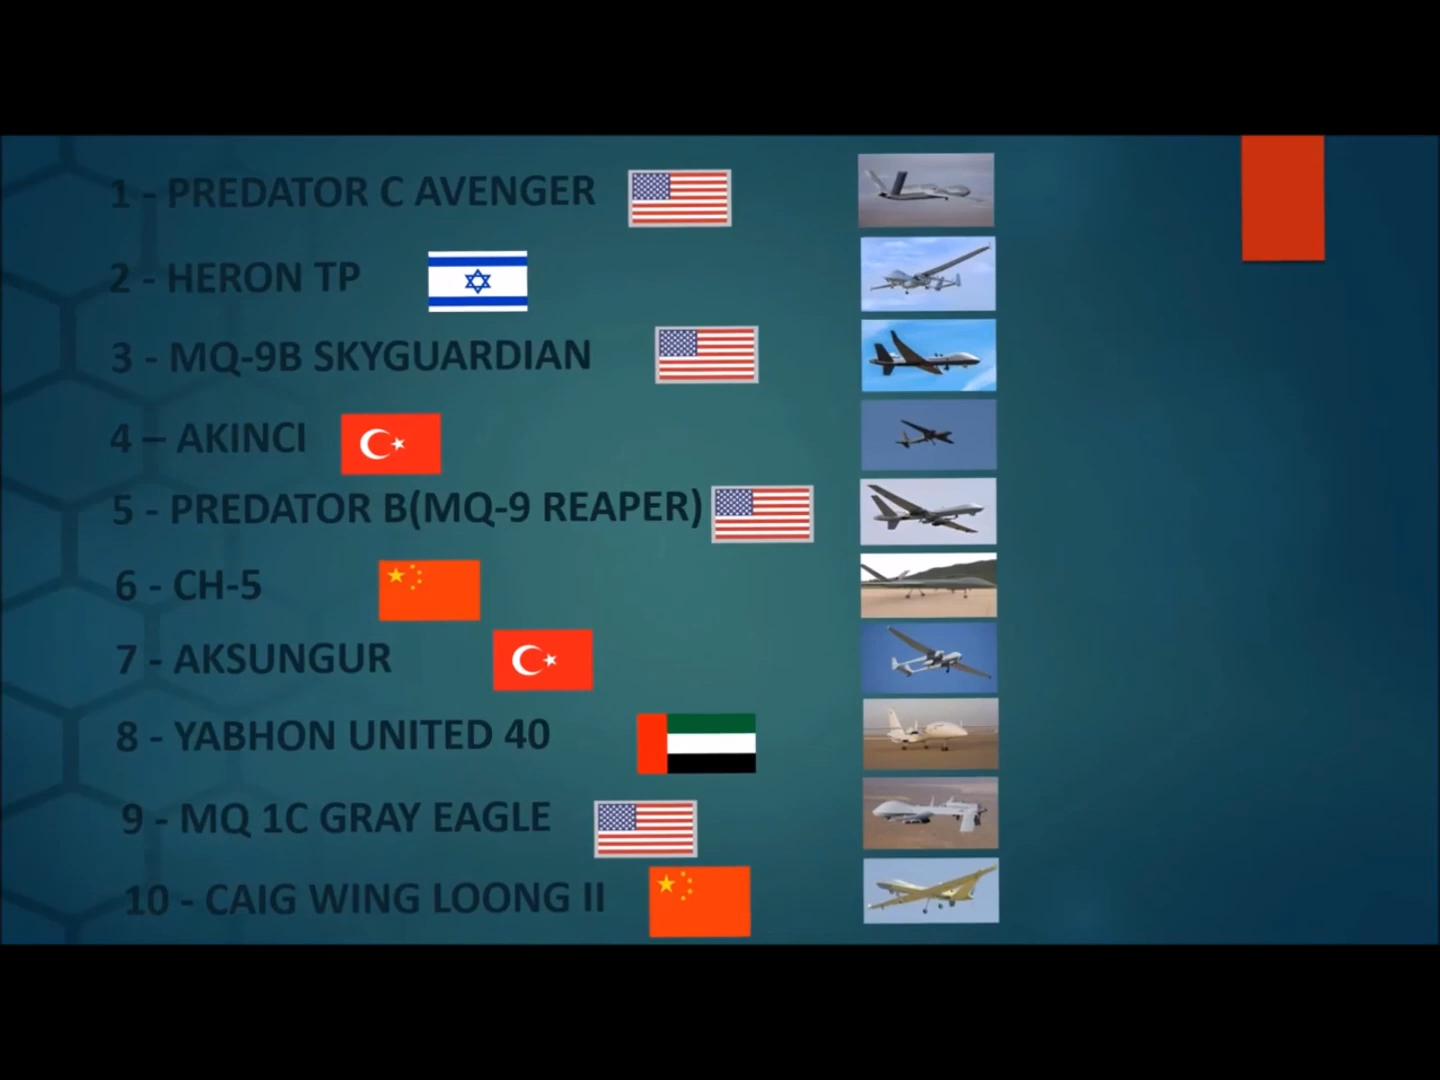 1 - PREDATOR C AVENGER
2 - HERON TP
3 - MQ-9B SKYGUARDIAN
4 – AKINCI
5 - PREDATOR B(MQ-9 REAPER)
6 - CH-5
7 - AKSUNGUR
8 - YABHON UNITED 40
9 - MQ 1C GRAY EAGLE
10 - CAIG WING LOONG II